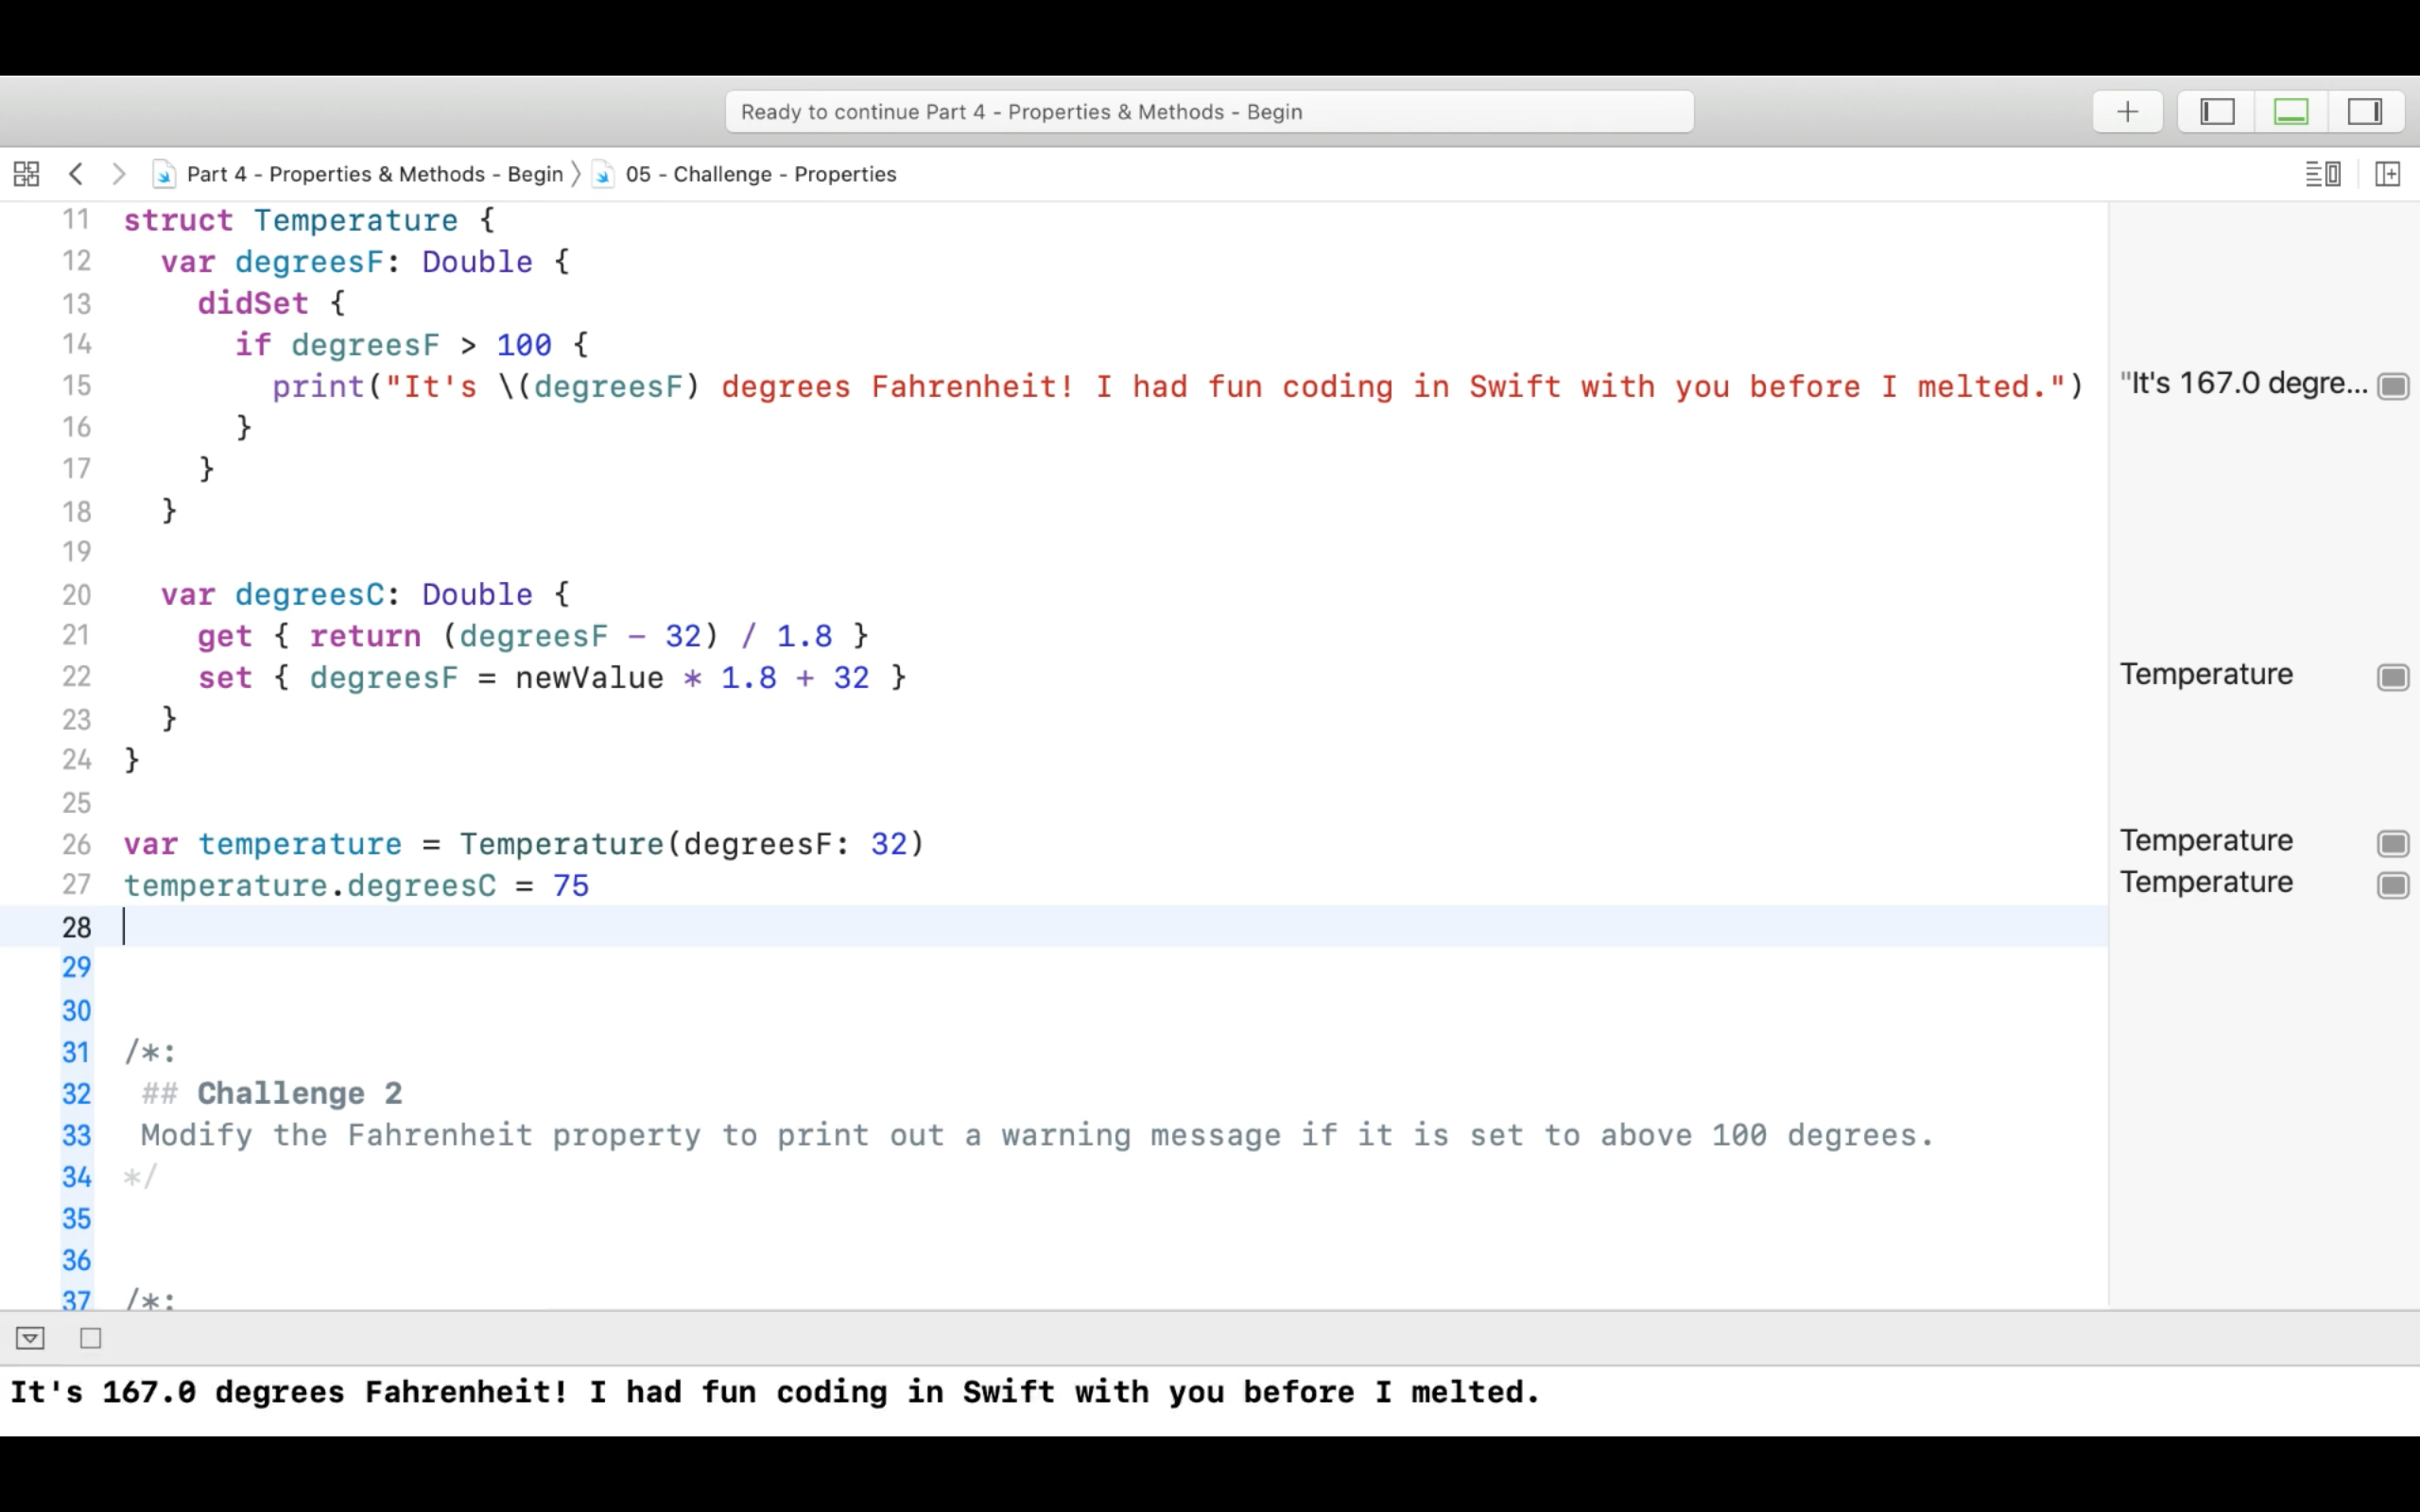 Ready to continue Part 4 - Properties & Methods - Begin
Part 4 - Properties & Methods - Begin 〉 05 - Challenge - Properties
11 struct Temperature {
12   var degreesF: Double {
13     didSet {
14       if degreesF > 100 {
15         print("It's \(degreesF) degrees Fahrenheit! I had fun coding in Swift with you before I melted.") "It's 167.0 degre...
16       }
17     }
18   }
19
20   var degreesC: Double {
21     get { return (degreesF - 32) / 1.8 }
22     set { degreesF = newValue * 1.8 + 32 } Temperature
23   }
24 }
25
26 var temperature = Temperature(degreesF: 32) Temperature
27 temperature.degreesC = 75 Temperature
28
29
30
31 /*:
32  ## Challenge 2
33  Modify the Fahrenheit property to print out a warning message if it is set to above 100 degrees.
34 */
35
36
37 /*:
It's 167.0 degrees Fahrenheit! I had fun coding in Swift with you before I melted.